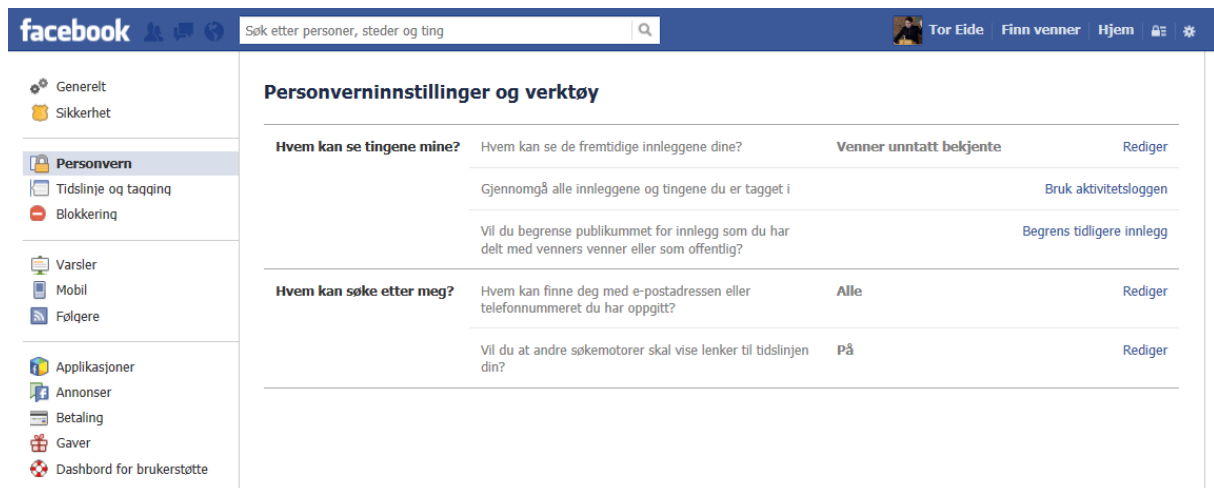 facebook
Søk etter personer, steder og ting
Tor Eide
Finn venner
Hjem
Generelt
Sikkerhet
Personvern
Tidslinje og tagging
Blokkering
Varsler
Mobil
Følgere
Applikasjoner
Annonser
Betaling
Gaver
Dashbord for brukerstøtte
Personverninnstillinger og verktøy
Hvem kan se tingene mine?
Hvem kan se de fremtidige innleggene dine?
Venner unntatt bekjente
Rediger
Gjennomgå alle innleggene og tingene du er tagget i
Bruk aktivitetsloggen
Vil du begrense publikummet for innlegg som du har
delt med venners venner eller som offentlig?
Begrens tidligere innlegg
Hvem kan søke etter meg?
Hvem kan finne deg med e-postadressen eller
telefonnummeret du har oppgitt?
Alle
Rediger
Vil du at andre søkemotorer skal vise lenker til tidslinjen
din?
På
Rediger